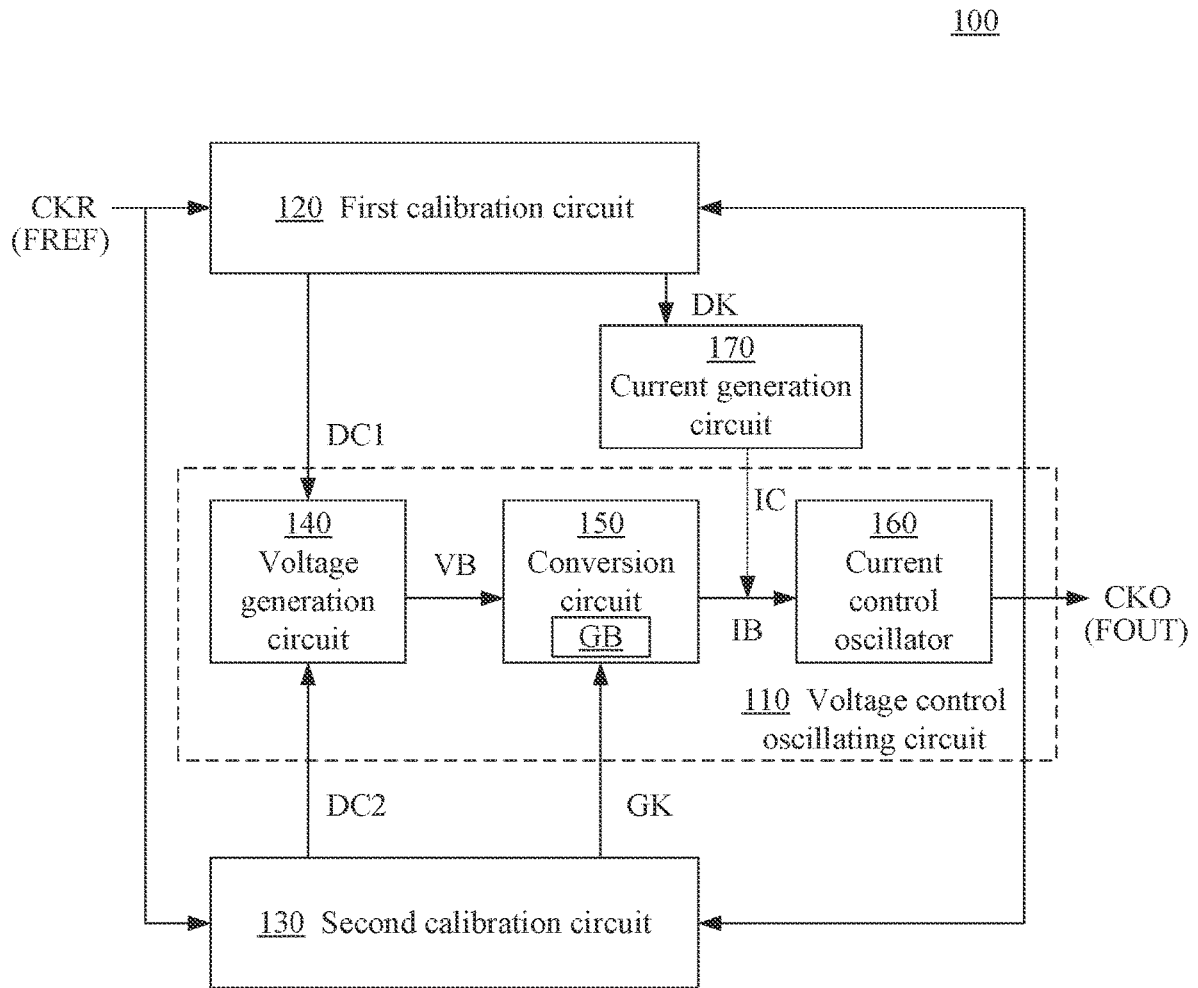 100
120 First calibration circuit
CKR
(FREF)
DK
170
Current generation
circuit
DC1
IC
140
Voltage
generation
circuit
VB
150
Conversion
circuit
GB
IB
160
Current
control
oscillator
CKO
(FOUT)
110 Voltage control
oscillating circuit
DC2
GK
130 Second calibration circuit